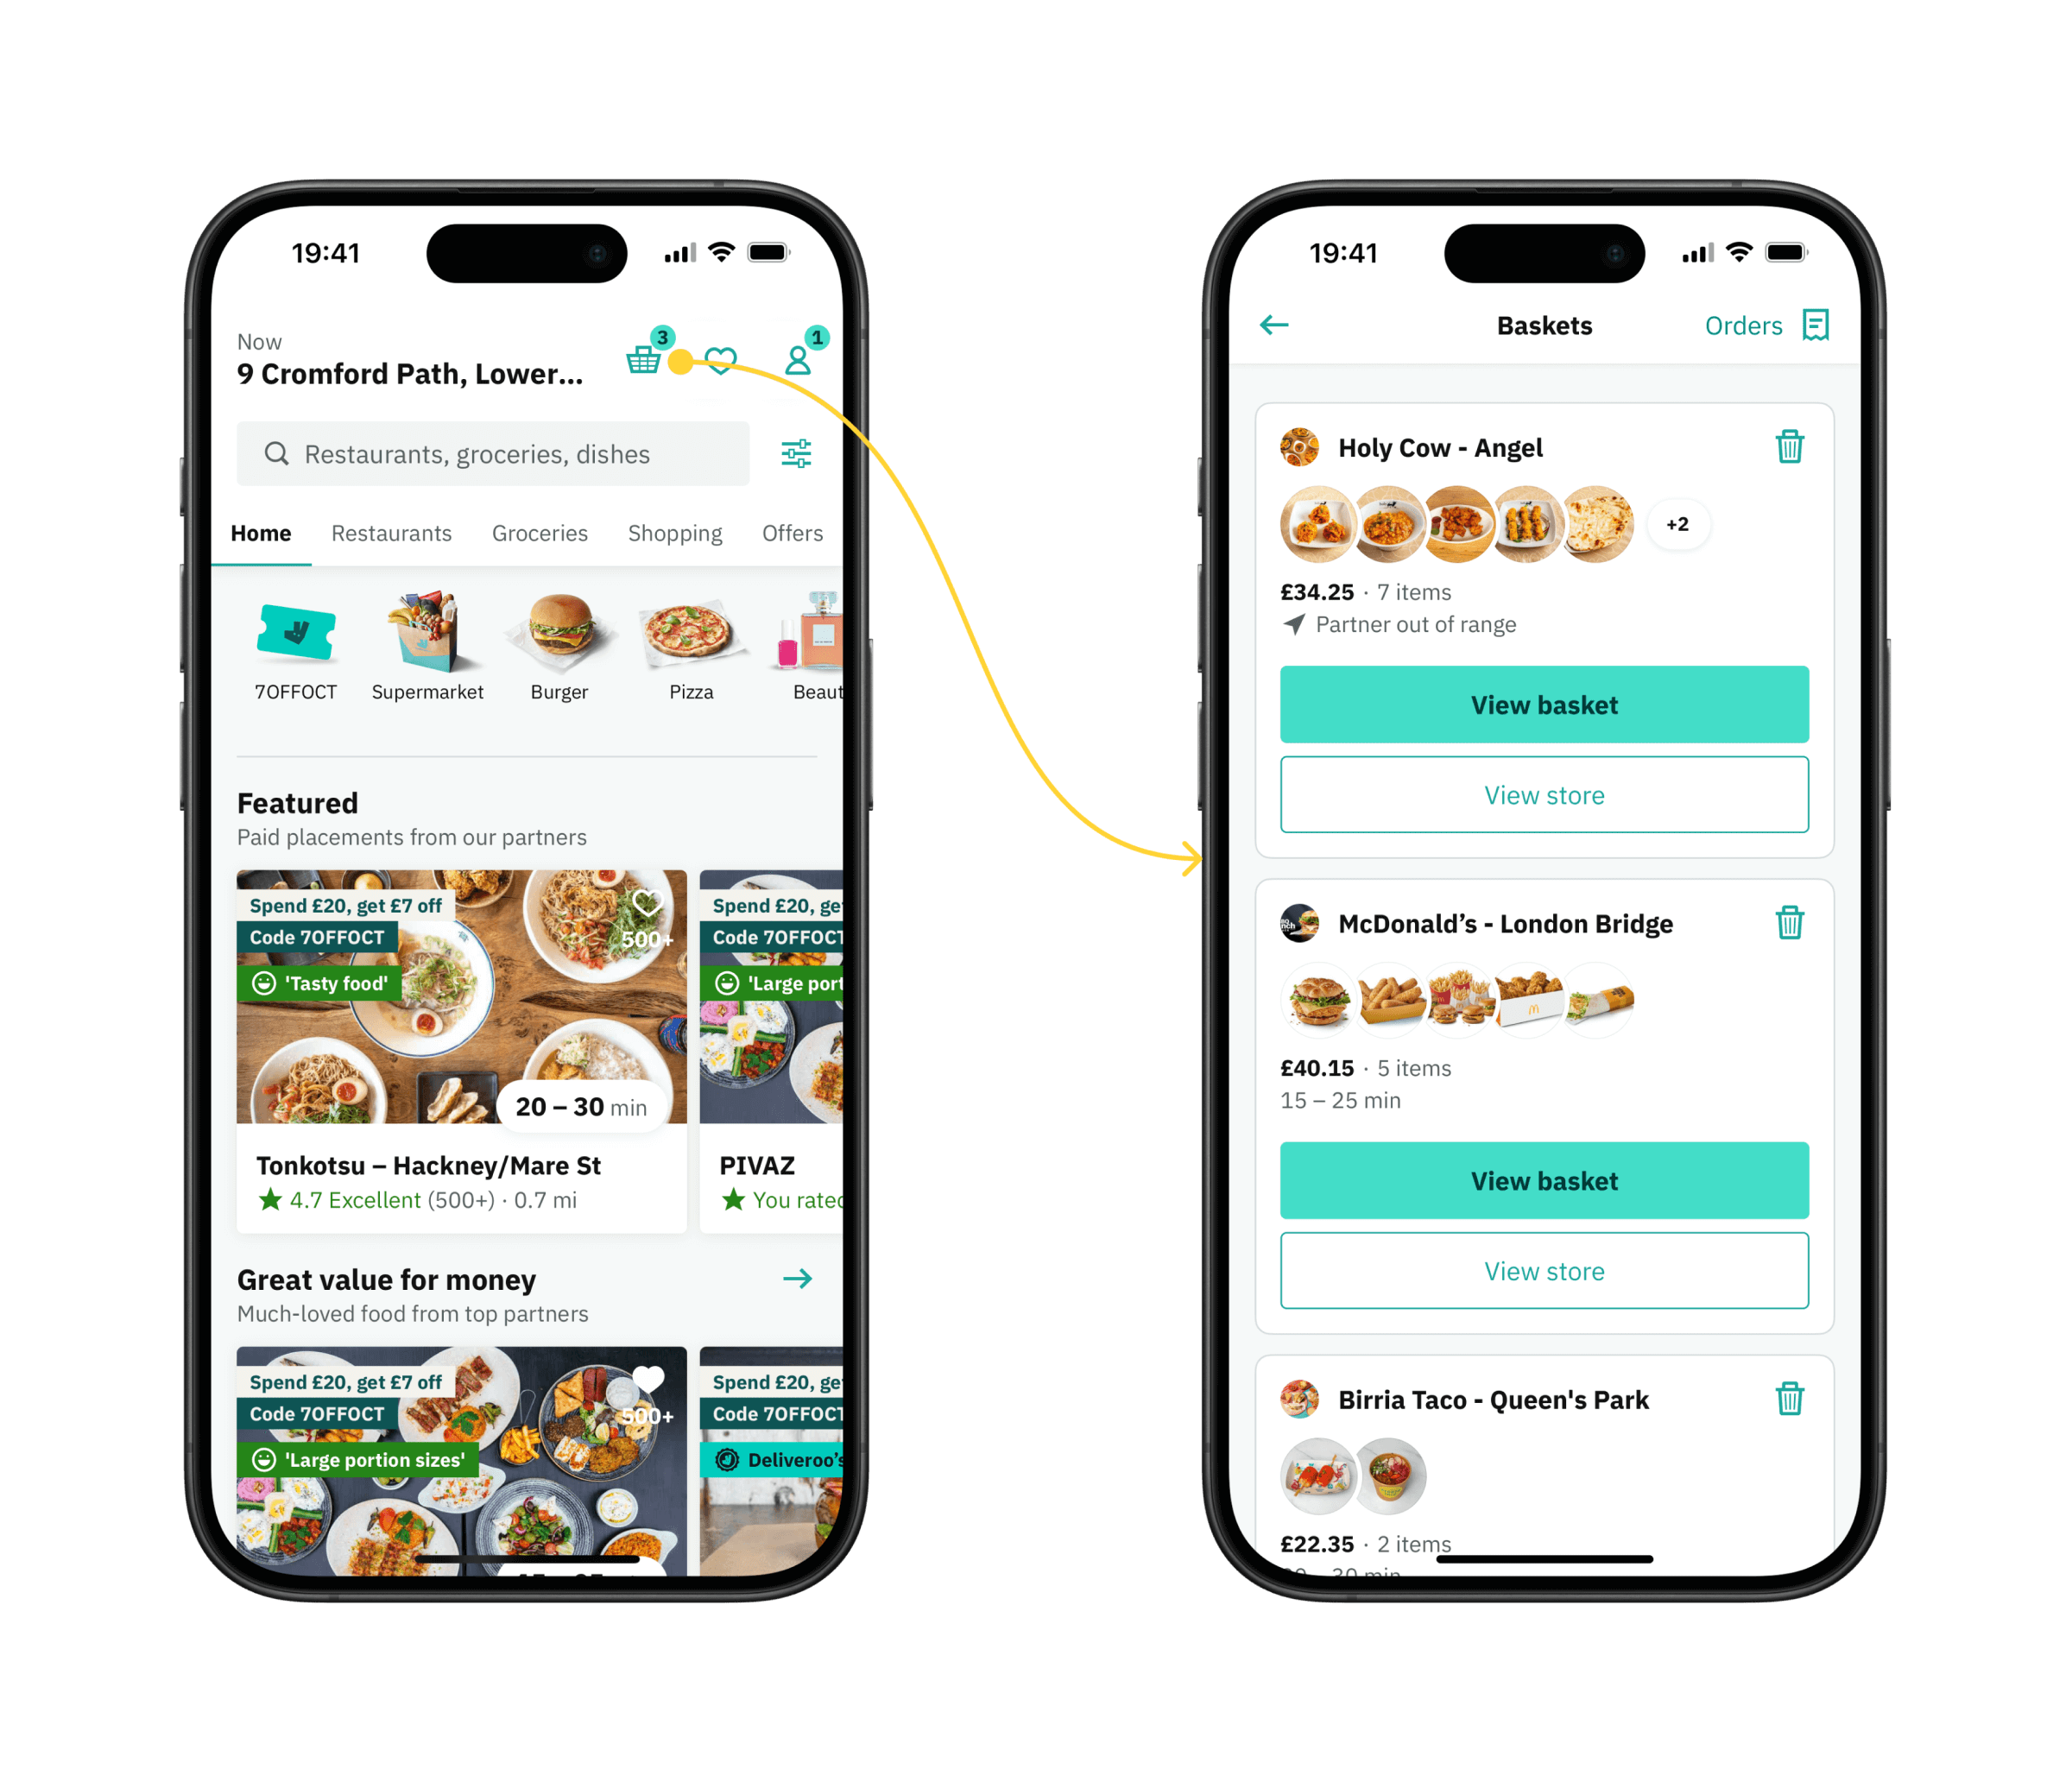 19:41
Now
9 Cromford Path, Lower...
3
1
Restaurants, groceries, dishes
Home Restaurants Groceries Shopping Offers
7OFFOCT Supermarket Burger Pizza Beaut
Featured
Paid placements from our partners
Spend £20, get £7 off
Code 7OFFOCT
'Tasty food'
500+
20 – 30 min
Tonkotsu – Hackney/Mare St
4.7 Excellent (500+) · 0.7 mi
Spend £20, ge
Code 7OFFOCT
'Large port
PIVAZ
You rated
Great value for money
Much-loved food from top partners
Spend £20, get £7 off
Code 7OFFOCT
'Large portion sizes'
500+
Spend £20, ge
Code 7OFFOCT
Deliveroo's
19:41
Baskets
Orders
Holy Cow - Angel
+2
£34.25 · 7 items
Partner out of range
View basket
View store
McDonald’s - London Bridge
£40.15 · 5 items
15 – 25 min
View basket
View store
Birria Taco - Queen's Park
£22.35 · 2 items